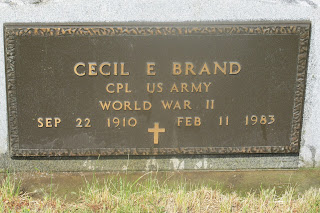 CECIL E BRAND
CPL US ARMY
WORLD WAR II
SEP 22 1910 FEB 11 1983